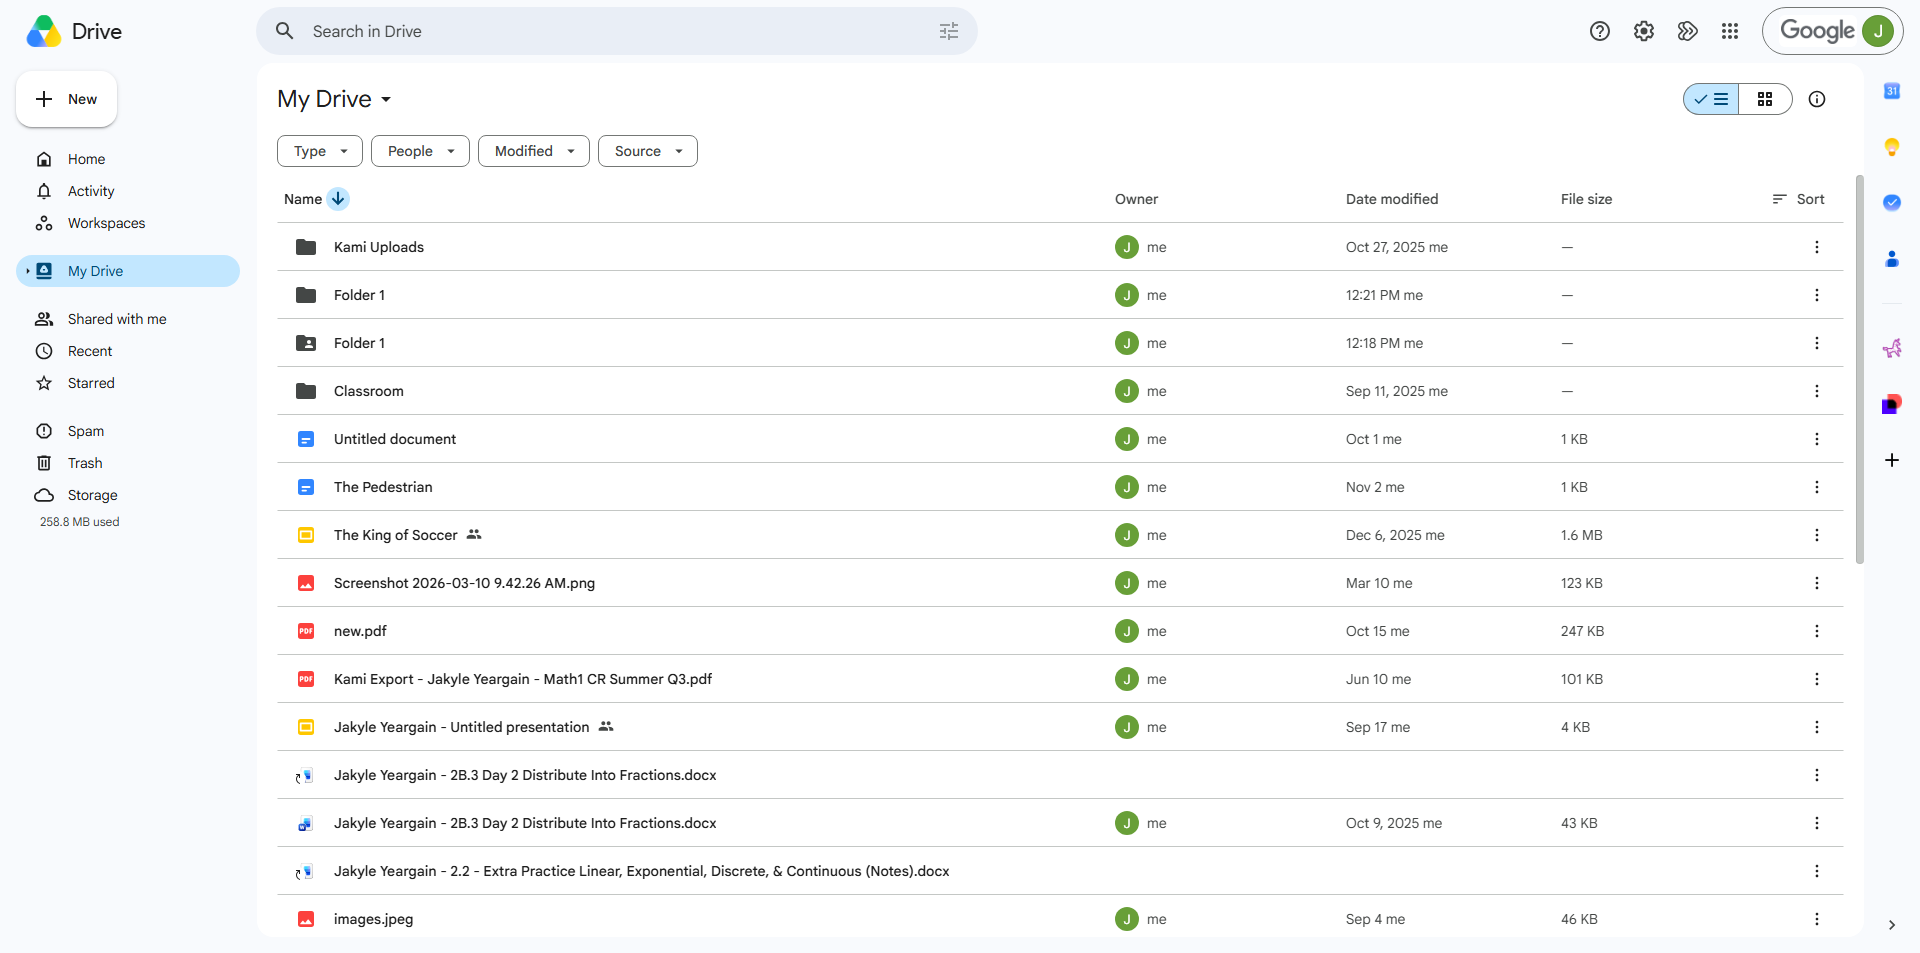 Drive
Search in Drive
Google
J
New
Home
Activity
Workspaces
My Drive
Shared with me
Recent
Starred
Spam
Trash
Storage
258.8 MB used
My Drive
Type People Modified Source
Name Owner Date modified File size Sort
Kami Uploads J me Oct 27, 2025 me —
Folder 1 J me 12:21 PM me —
Folder 1 J me 12:18 PM me —
Classroom J me Sep 11, 2025 me —
Untitled document J me Oct 1 me 1 KB
The Pedestrian J me Nov 2 me 1 KB
The King of Soccer J me Dec 6, 2025 me 1.6 MB
Screenshot 2026-03-10 9.42.26 AM.png J me Mar 10 me 123 KB
PDF new.pdf J me Oct 15 me 247 KB
PDF Kami Export - Jakyle Yeargain - Math1 CR Summer Q3.pdf J me Jun 10 me 101 KB
Jakyle Yeargain - Untitled presentation J me Sep 17 me 4 KB
Jakyle Yeargain - 2B.3 Day 2 Distribute Into Fractions.docx
Jakyle Yeargain - 2B.3 Day 2 Distribute Into Fractions.docx J me Oct 9, 2025 me 43 KB
Jakyle Yeargain - 2.2 - Extra Practice Linear, Exponential, Discrete, & Continuous (Notes).docx
images.jpeg J me Sep 4 me 46 KB
31